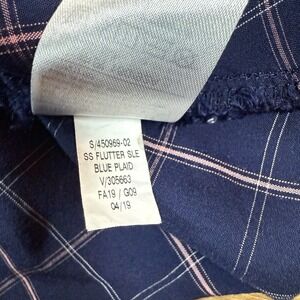 S/450969-02
SS FLUTTER SLE
BLUE PLAID
V/305663
FA19 / G09
04/19